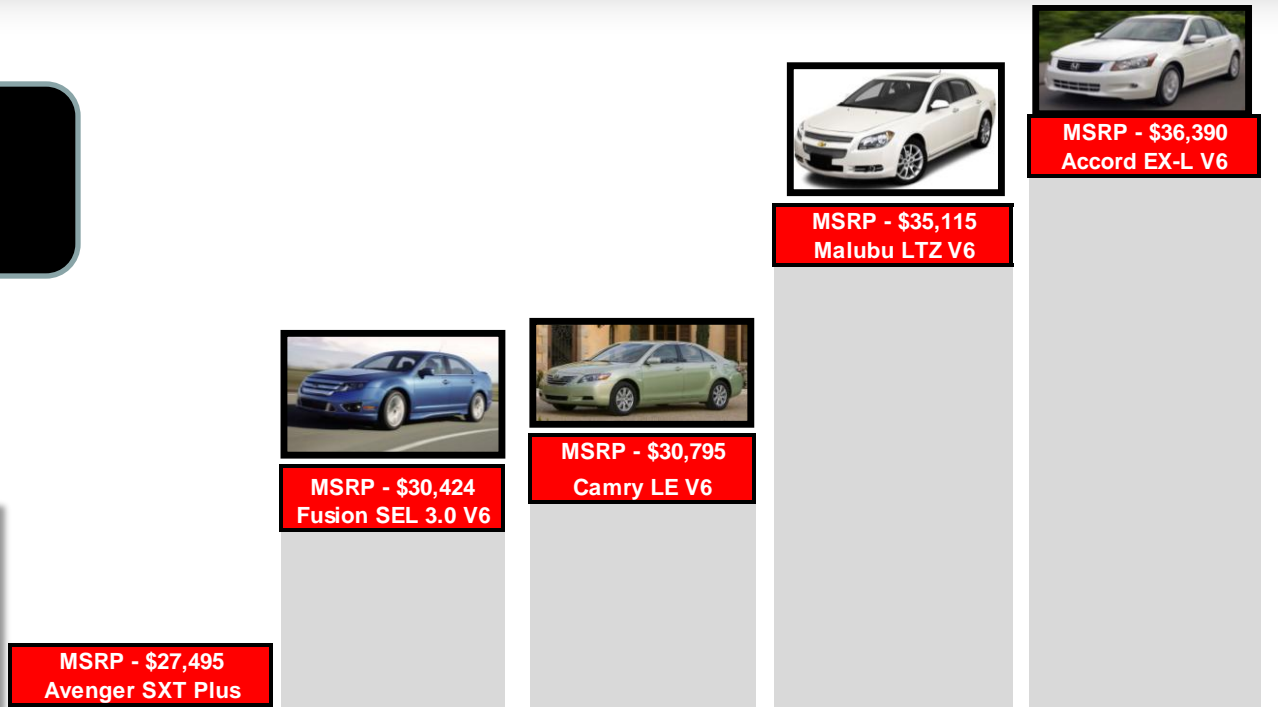 MSRP - $36,390
Accord EX-L V6
MSRP - $35,115
Malubu LTZ V6
MSRP - $30,795
Camry LE V6
MSRP - $30,424
Fusion SEL 3.0 V6
MSRP - $27,495
Avenger SXT Plus